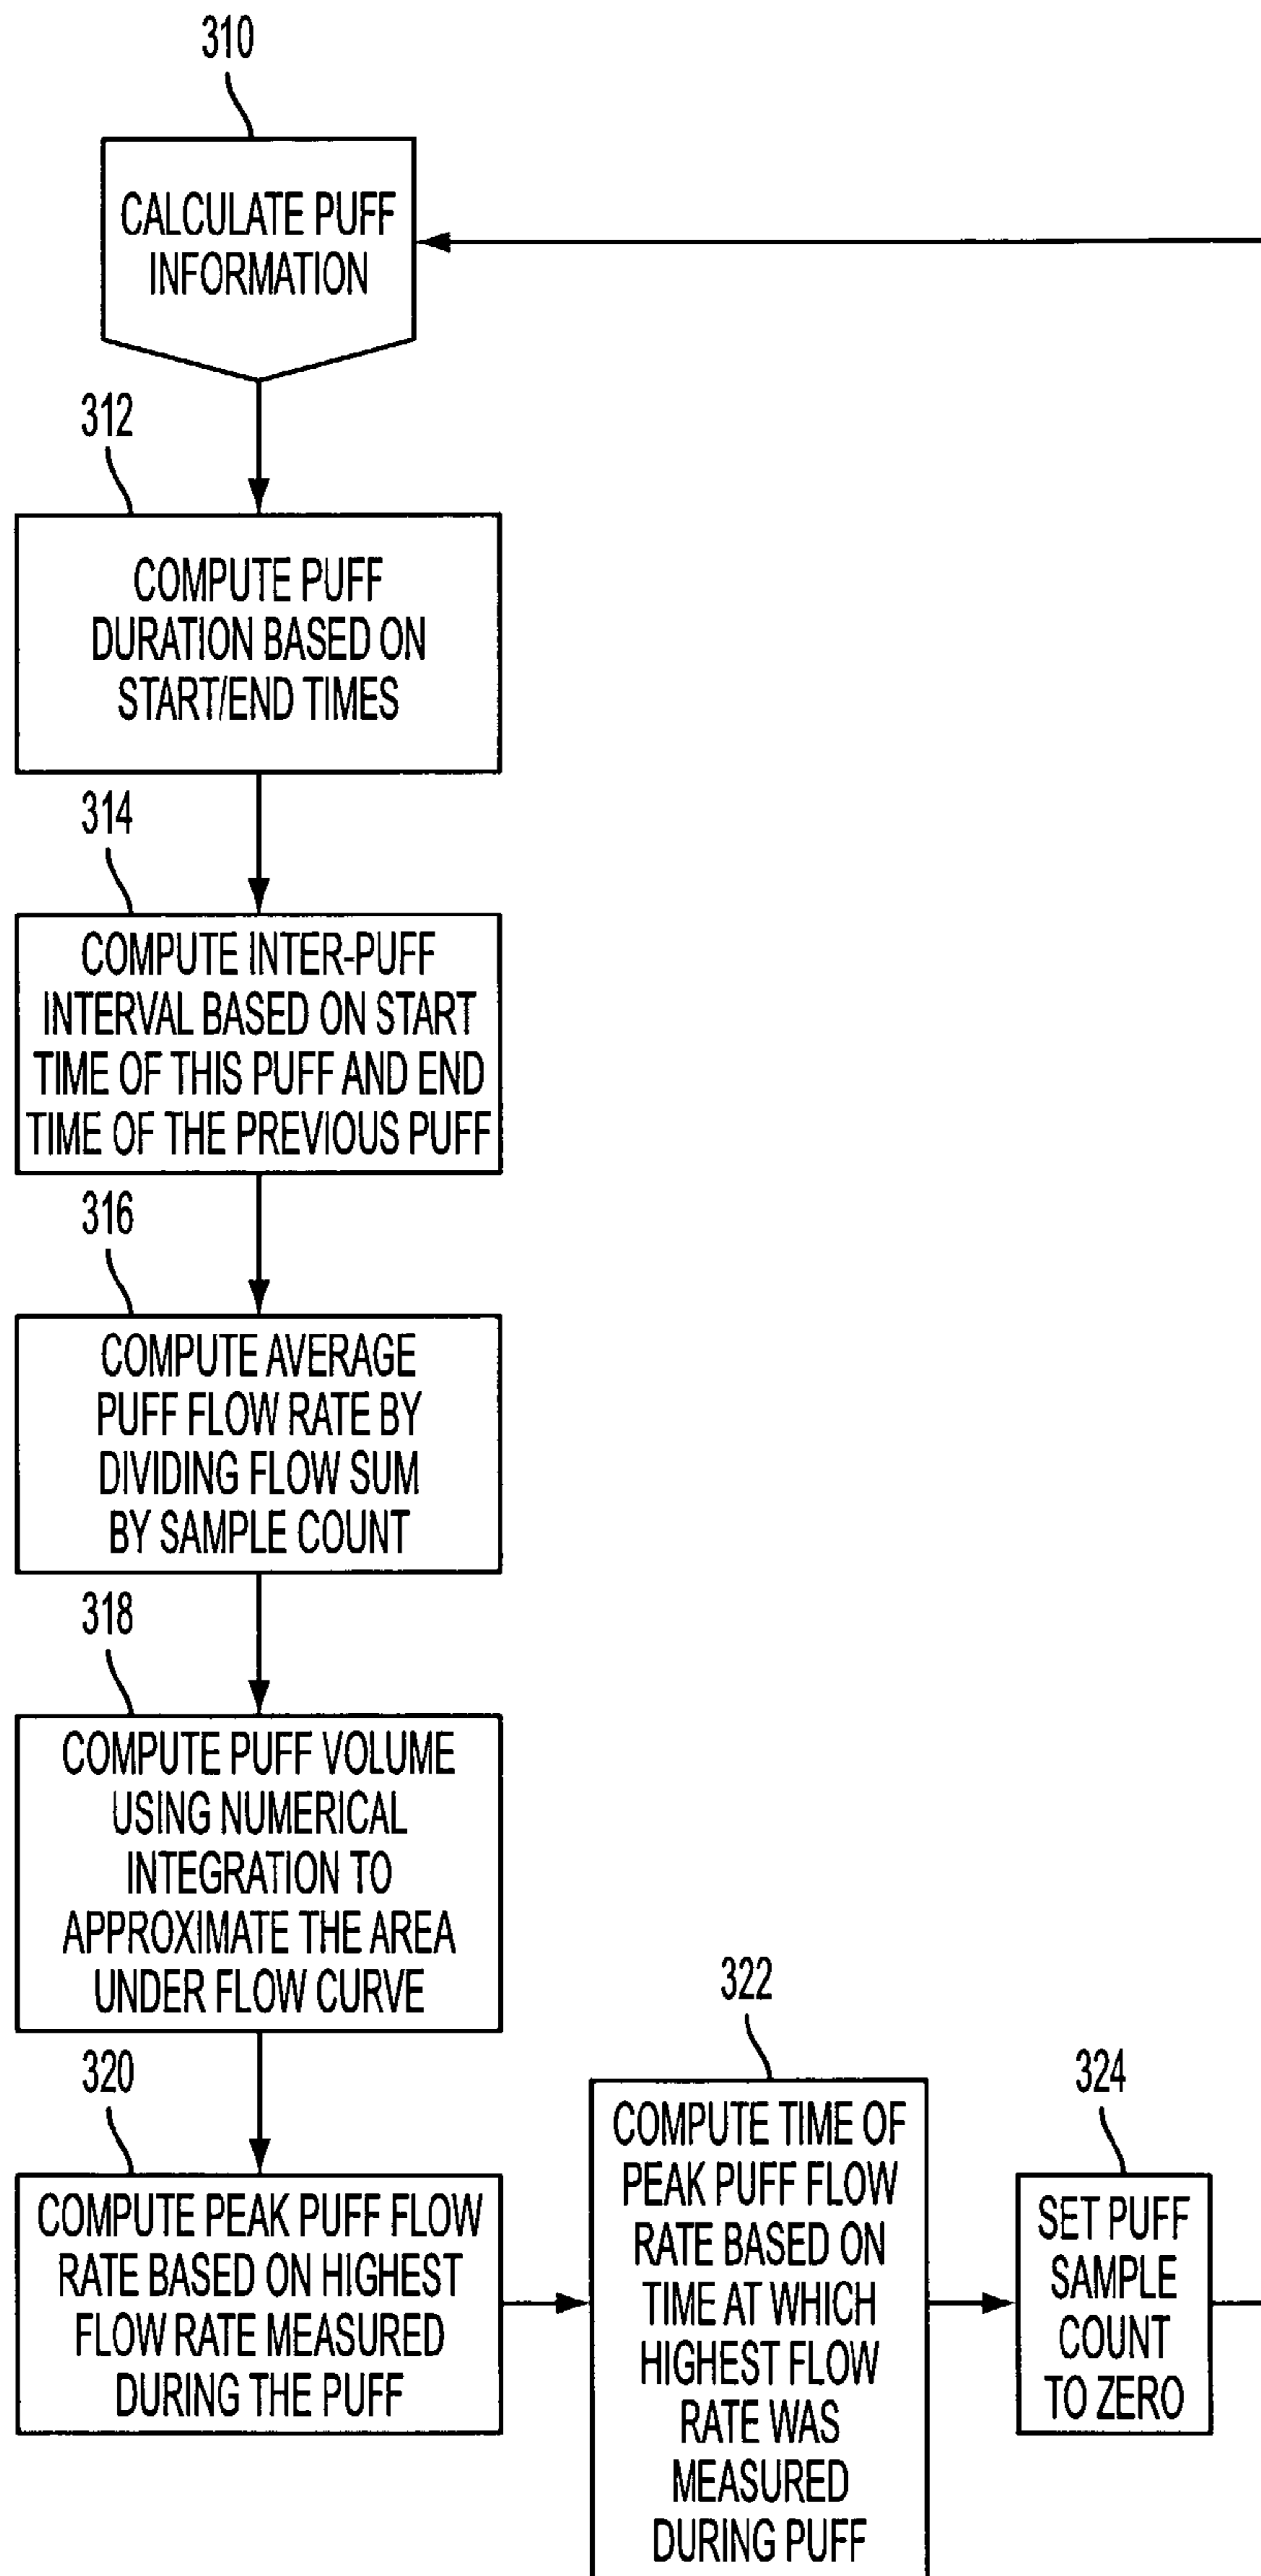 310
CALCULATE PUFF
INFORMATION
312
COMPUTE PUFF
DURATION BASED ON
START/END TIMES
314
COMPUTE INTER-PUFF
INTERVAL BASED ON START
TIME OF THIS PUFF AND END
TIME OF THE PREVIOUS PUFF
316
COMPUTE AVERAGE
PUFF FLOW RATE BY
DIVIDING FLOW SUM
BY SAMPLE COUNT
318
COMPUTE PUFF VOLUME
USING NUMERICAL
INTEGRATION TO
APPROXIMATE THE AREA
UNDER FLOW CURVE
320
COMPUTE PEAK PUFF FLOW
RATE BASED ON HIGHEST
FLOW RATE MEASURED
DURING THE PUFF
322
COMPUTE TIME OF
PEAK PUFF FLOW
RATE BASED ON
TIME AT WHICH
HIGHEST FLOW
RATE WAS
MEASURED
DURING PUFF
324
SET PUFF
SAMPLE
COUNT
TO ZERO